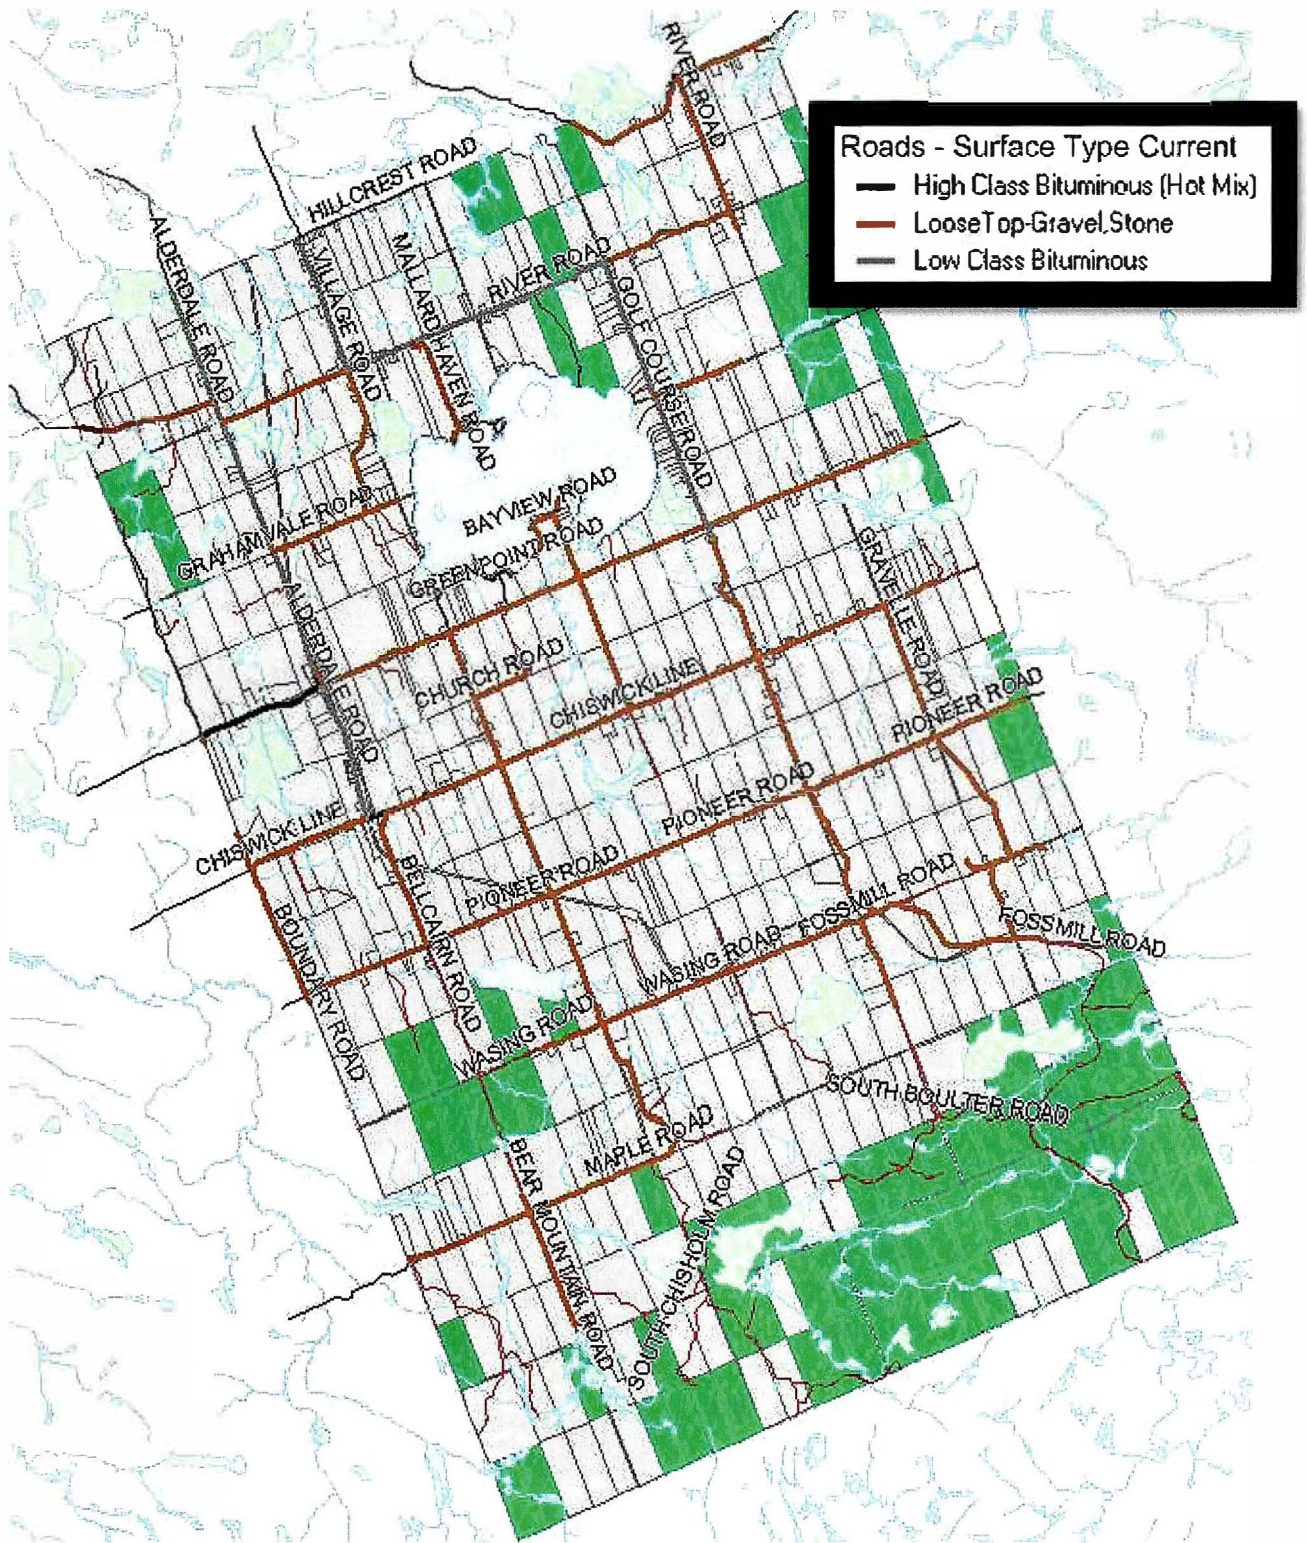 RIVER ROAD
Roads - Surface Type Current
High Class Bituminous (Hot Mix)
LooseTop-Gravel,Stone
Low Class Bituminous
HILLCREST ROAD
ALDERDALE ROAD
VILLAGE ROAD
MALLARD HAVEN ROAD
RIVER ROAD
GOLF COURSE ROAD
BAYVIEW ROAD
GRAHAMVALE ROAD
GREENPOINT ROAD
GRAVELLE ROAD
ALDERDALE ROAD
CHURCH ROAD
CHISWICK LINE
PIONEER ROAD
PIONEER ROAD
CHISWICK LINE
BELLCAIRN ROAD
PIONEER ROAD
BOUNDARY ROAD
WASING ROAD - FOSSMILL ROAD
FOSSMILL ROAD
WASING ROAD
SOUTH BOULTER ROAD
MAPLE ROAD
BEAR MOUNTAIN ROAD
SOUTH CHISHOLM ROAD